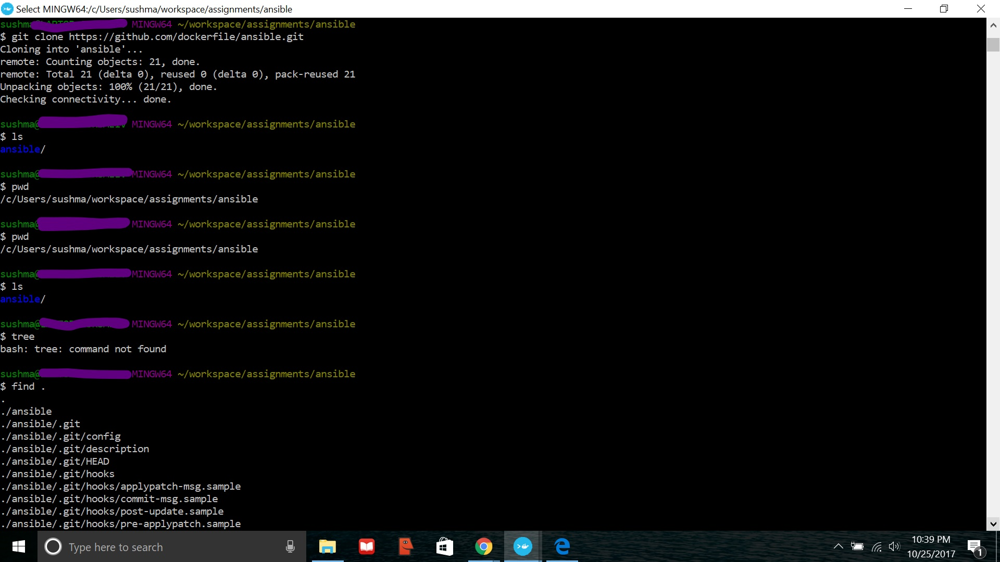 Select MINGW64:/c/Users/sushma/workspace/assignments/ansible
sushma MINGW64 ~/workspace/assignments/ansible
$ git clone https://github.com/dockerfile/ansible.git
Cloning into 'ansible'...
remote: Counting objects: 21, done.
remote: Total 21 (delta 0), reused 0 (delta 0), pack-reused 21
Unpacking objects: 100% (21/21), done.
Checking connectivity... done.
sushma@ MINGW64 ~/workspace/assignments/ansible
$ ls
ansible/
sushma@ MINGW64 ~/workspace/assignments/ansible
$ pwd
/c/Users/sushma/workspace/assignments/ansible
sushma@ MINGW64 ~/workspace/assignments/ansible
$ pwd
/c/Users/sushma/workspace/assignments/ansible
sushma@ MINGW64 ~/workspace/assignments/ansible
$ ls
ansible/
sushma@ MINGW64 ~/workspace/assignments/ansible
$ tree
bash: tree: command not found
sushma@ MINGW64 ~/workspace/assignments/ansible
$ find .
.
./ansible
./ansible/.git
./ansible/.git/config
./ansible/.git/description
./ansible/.git/HEAD
./ansible/.git/hooks
./ansible/.git/hooks/applypatch-msg.sample
./ansible/.git/hooks/commit-msg.sample
./ansible/.git/hooks/post-update.sample
./ansible/.git/hooks/pre-applypatch.sample
Type here to search
10:39 PM
10/25/2017
1